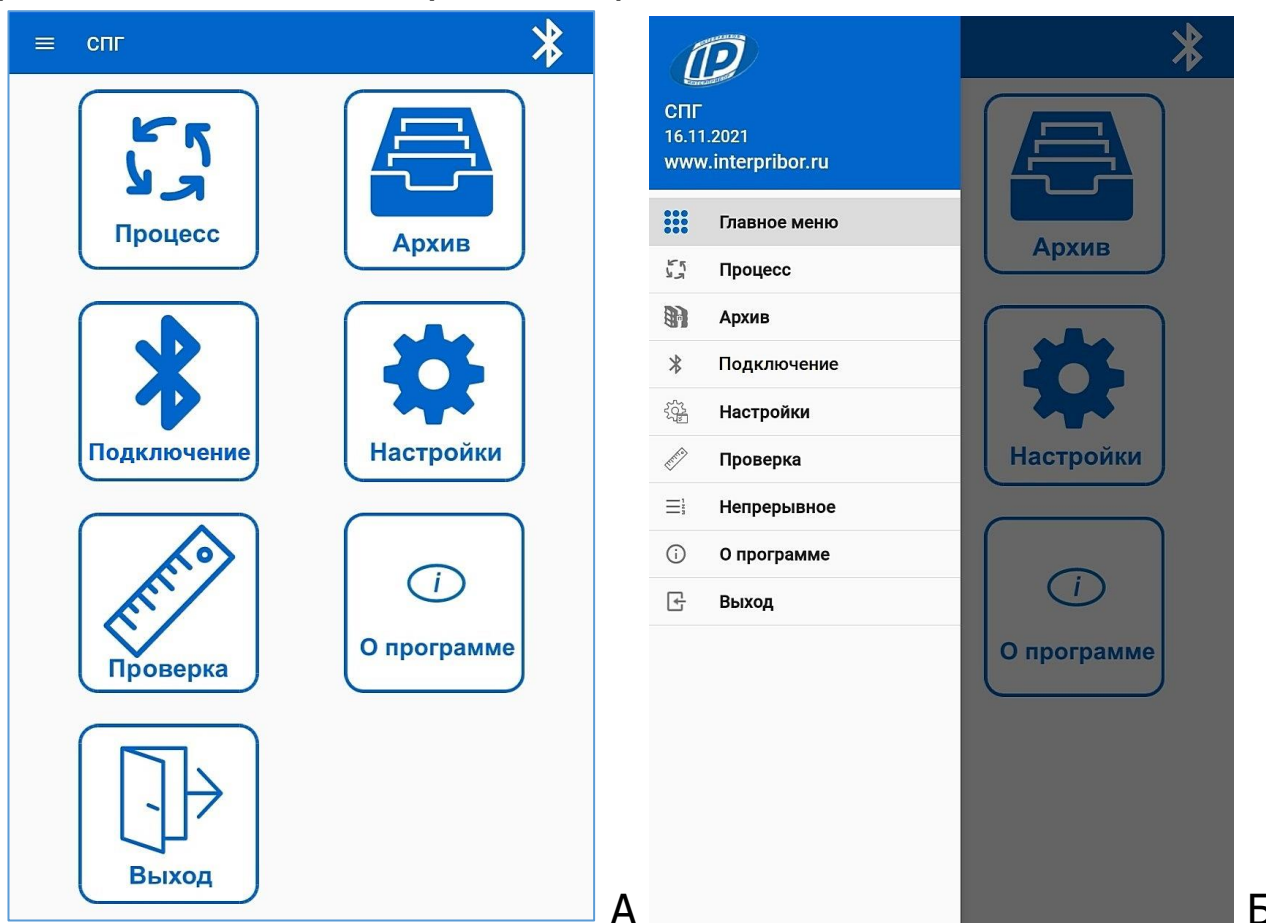 СПГ
Процесс
Архив
Подключение
Настройки
Проверка
О программе
Выход
А
СПГ
16.11.2021
www.interpribor.ru
Главное меню
Процесс
Архив
Подключение
Настройки
Проверка
Непрерывное
О программе
Выход
Архив
Настройки
О программе
Б